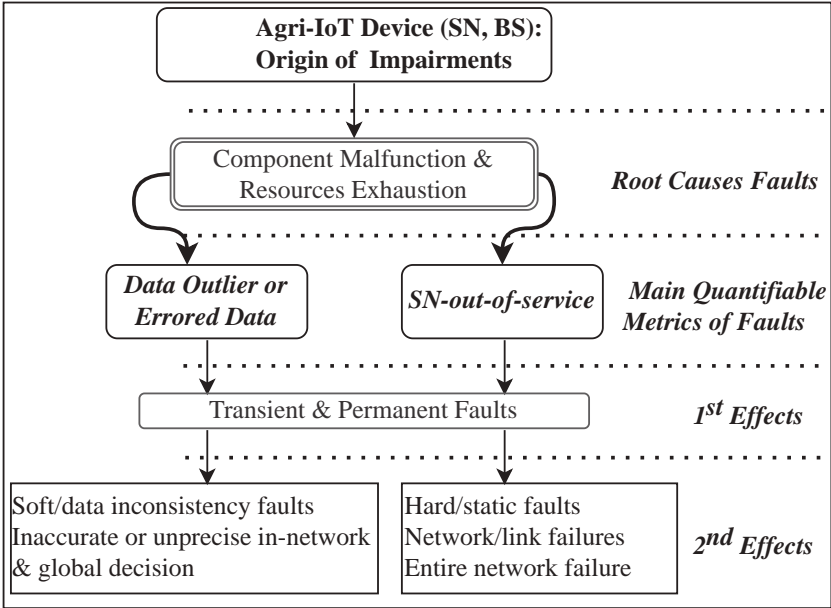 Agri-IoT Device (SN, BS):
Origin of Impairments
Component Malfunction &
Resources Exhaustion
Root Causes Faults
Data Outlier or
Errored Data
SN-out-of-service
Main Quantifiable
Metrics of Faults
Transient & Permanent Faults
1st Effects
Soft/data inconsistency faults
Inaccurate or unprecise in-network
& global decision
Hard/static faults
Network/link failures
Entire network failure
2nd Effects